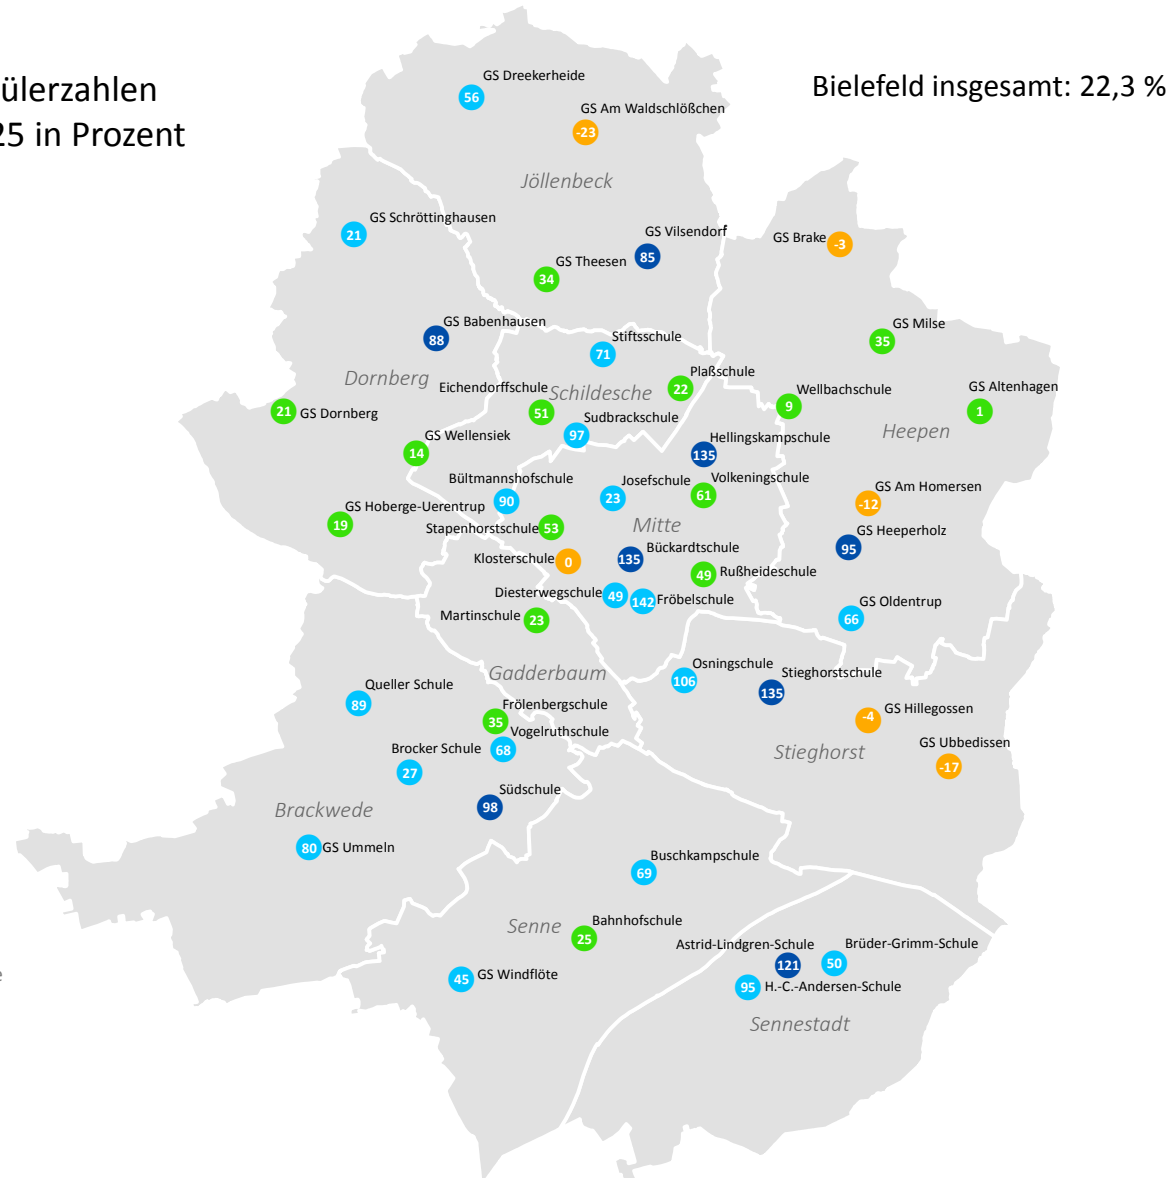 ülerzahlen
25 in Prozent
Bielefeld insgesamt: 22,3 %
GS Dreekerheide
56
GS Am Waldschlößchen
-23
Jöllenbeck
GS Schröttinghausen
21
GS Vilsendorf
85
GS Theesen
34
GS Brake
-3
GS Milse
35
GS Babenhausen
88
Dornberg
Stiftsschule
71
Schildesche
Plaßschule
22
Eichendorffschule
51
Sudbrackschule
97
Wellbachschule
9
GS Altenhagen
1
Heepen
21
GS Dornberg
GS Wellensiek
14
Hellingskampschule
135
Bültmannshofschule
90
Josefschule
23
Volkeningschule
61
Mitte
GS Am Homersen
-12
GS Heeperholz
95
GS Hoberge-Uerentrup
19
Stapenhorstschule
53
Klosterschule
0
Bückardtschule
135
Rußheideschule
49
Diesterwegschule
49
142
Fröbelschule
GS Oldentrup
66
Martinschule
23
Gadderbaum
Osningschule
106
Stieghorstschule
135
GS Hillegossen
-4
GS Ubbedissen
-17
Stieghorst
Queller Schule
89
Frölenbergschule
35
Vogelruthschule
68
Brocker Schule
27
Südschule
98
Brackwede
80
GS Ummeln
Buschkampschule
69
Senne
Bahnhofschule
25
45
GS Windflöte
Astrid-Lindgren-Schule
121
Brüder-Grimm-Schule
50
95
H.-C.-Andersen-Schule
Sennestadt
e